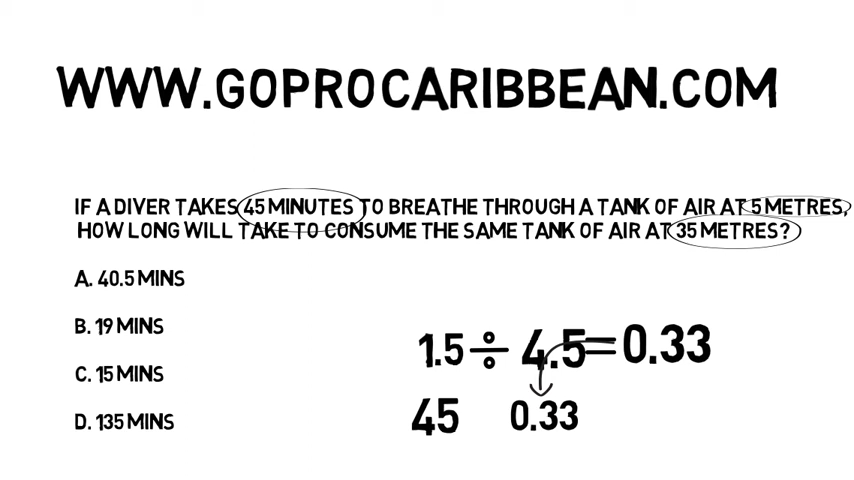 WWW.GOPROCARIBBEAN.COM
IF A DIVER TAKES 45 MINUTES TO BREATHE THROUGH A TANK OF AIR AT 5 METRES,
HOW LONG WILL TAKE TO CONSUME THE SAME TANK OF AIR AT 35 METRES?
A. 40.5 MINS
B. 19 MINS
C. 15 MINS
D. 135 MINS
1.5 ÷ 4.5 = 0.33
45 0.33